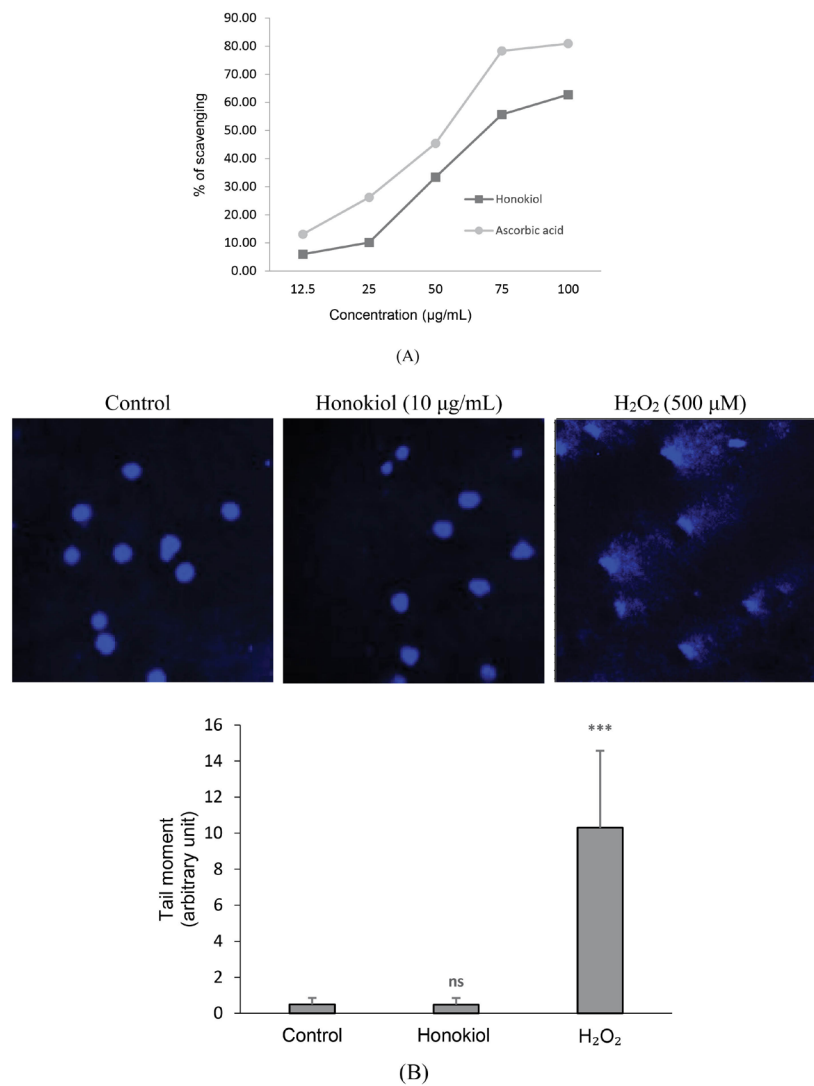 90.00
80.00
70.00
60.00
50.00
40.00
30.00
20.00
10.00
0.00
% of scavenging
Honokiol
Ascorbic acid
12.5 25 50 75 100
Concentration (µg/mL)
(A)
Control Honokiol (10 µg/mL) H₂O₂ (500 µM)
16
14
12
10
8
6
4
2
0
Tail moment
(arbitrary unit)
***
ns
Control Honokiol H₂O₂
(B)